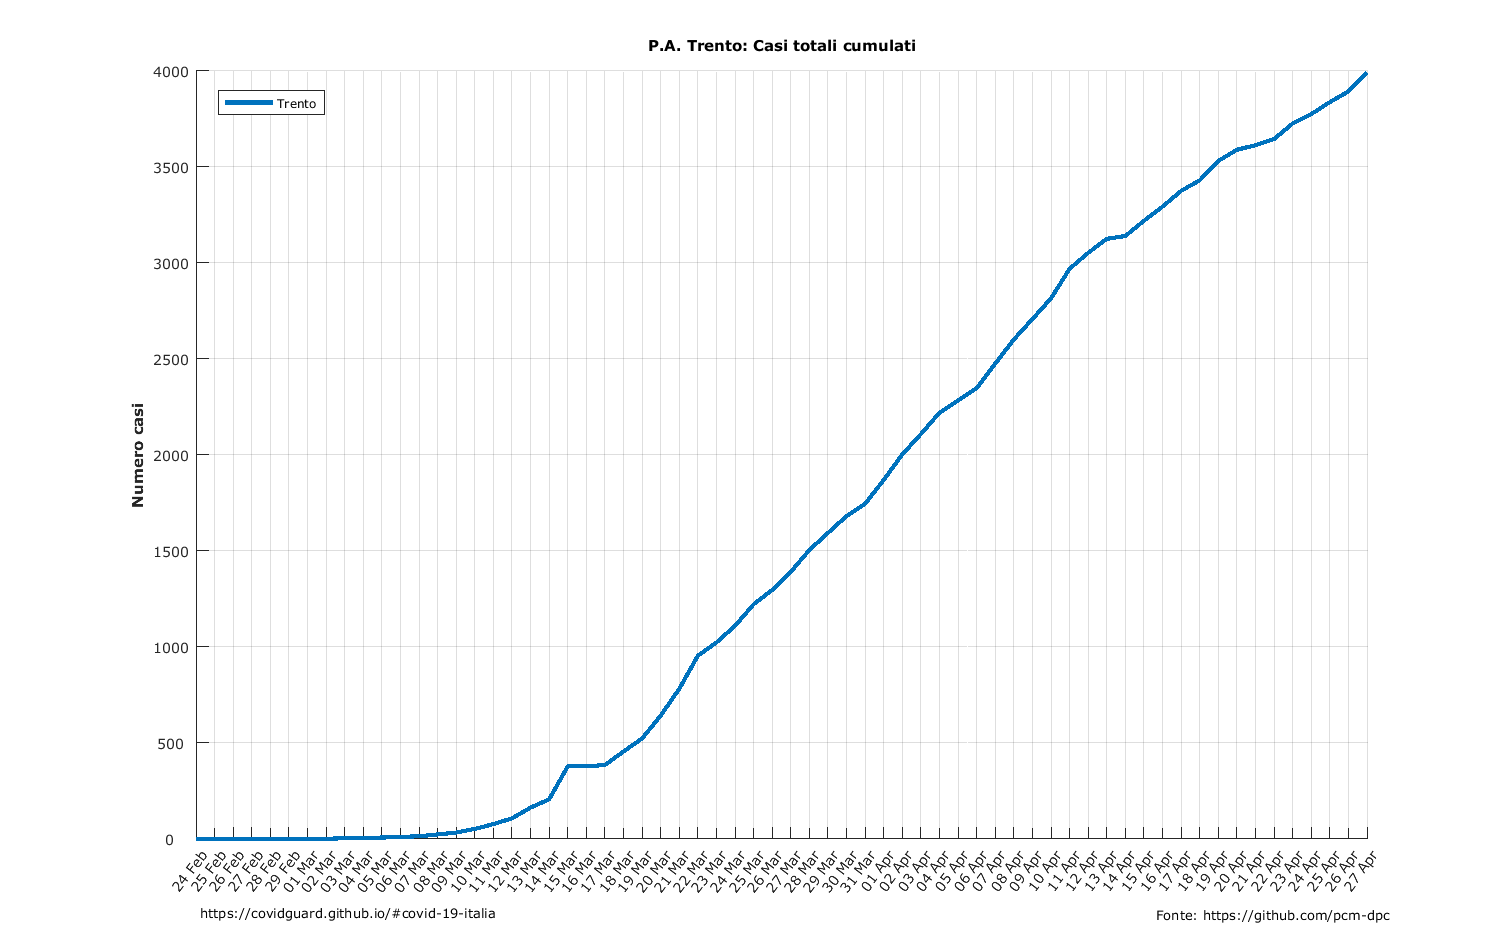 P.A. Trento: Casi totali cumulati
Trento
Numero casi
4000
3500
3000
2500
2000
1500
1000
500
0
24 Feb
25 Feb
26 Feb
27 Feb
28 Feb
29 Feb
01 Mar
02 Mar
03 Mar
04 Mar
05 Mar
06 Mar
07 Mar
08 Mar
09 Mar
10 Mar
11 Mar
12 Mar
13 Mar
14 Mar
15 Mar
16 Mar
17 Mar
18 Mar
19 Mar
20 Mar
21 Mar
22 Mar
23 Mar
24 Mar
25 Mar
26 Mar
27 Mar
28 Mar
29 Mar
30 Mar
31 Mar
01 Apr
02 Apr
03 Apr
04 Apr
05 Apr
06 Apr
07 Apr
08 Apr
09 Apr
10 Apr
11 Apr
12 Apr
13 Apr
14 Apr
15 Apr
16 Apr
17 Apr
18 Apr
19 Apr
20 Apr
21 Apr
22 Apr
23 Apr
24 Apr
25 Apr
26 Apr
27 Apr
https://covidguard.github.io/#covid-19-italia
Fonte: https://github.com/pcm-dpc